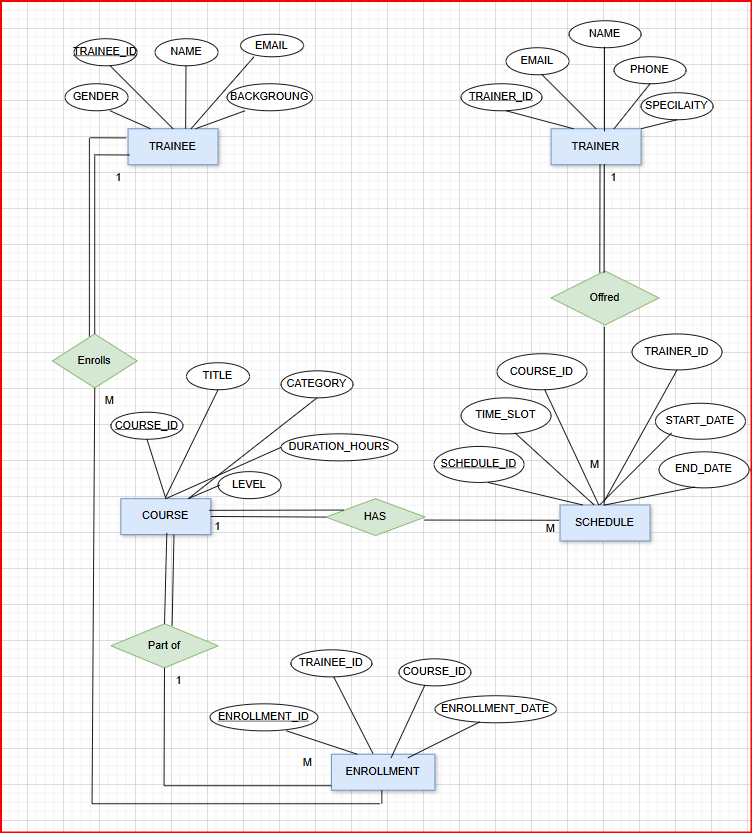 NAME
TRAINEE_ID
NAME
EMAIL
EMAIL
PHONE
GENDER
BACKGROUNG
TRAINER_ID
SPECILAITY
TRAINEE
TRAINER
1
1
Offred
Enrolls
M
TITLE
CATEGORY
COURSE_ID
DURATION_HOURS
LEVEL
COURSE_ID
TRAINER_ID
TIME_SLOT
START_DATE
SCHEDULE_ID
END_DATE
M
COURSE
1
HAS
M
SCHEDULE
Part of
1
TRAINEE_ID
COURSE_ID
ENROLLMENT_ID
ENROLLMENT_DATE
M
ENROLLMENT